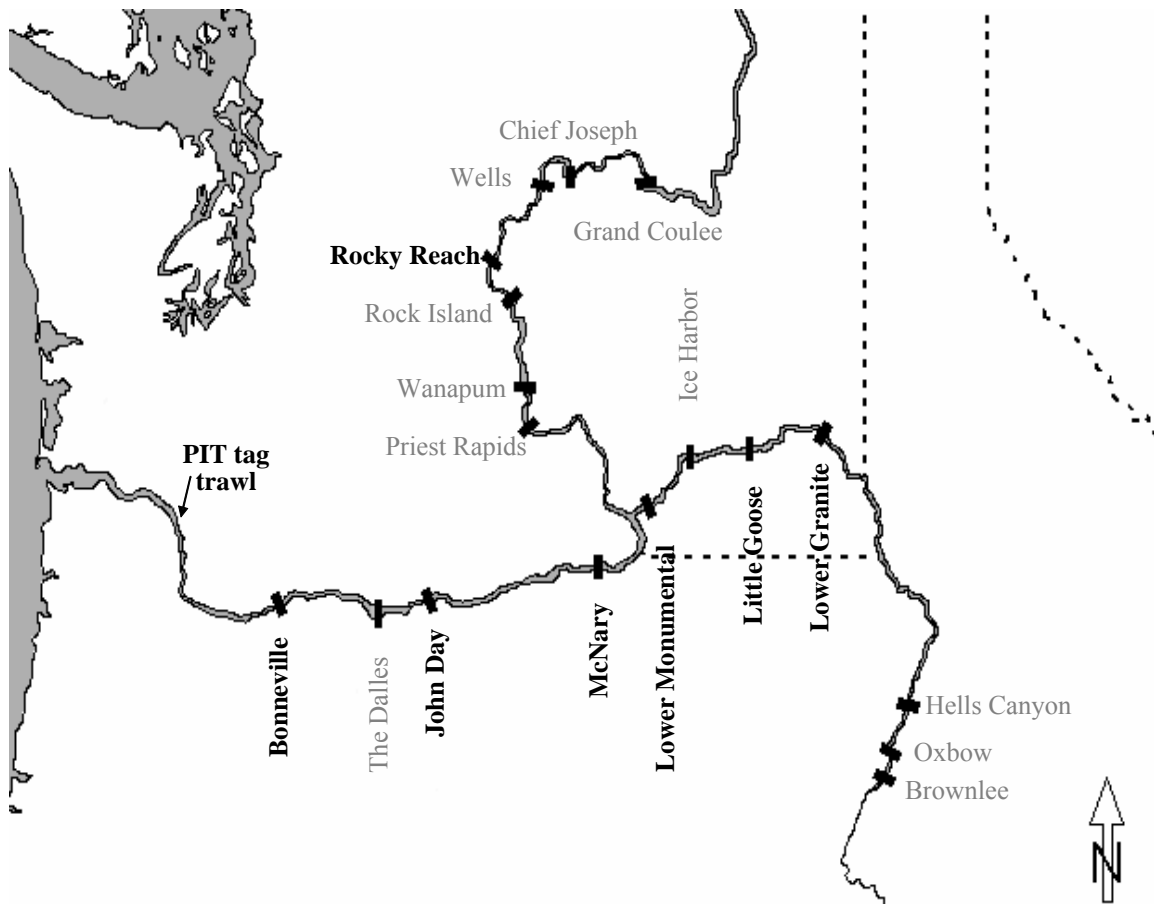 Chief Joseph
Wells
Grand Coulee
Rocky Reach
Rock Island
Ice Harbor
Wanapum
Priest Rapids
PIT tag
trawl
Bonneville
The Dalles
John Day
McNary
Lower Monumental
Little Goose
Lower Granite
Hells Canyon
Oxbow
Brownlee
N